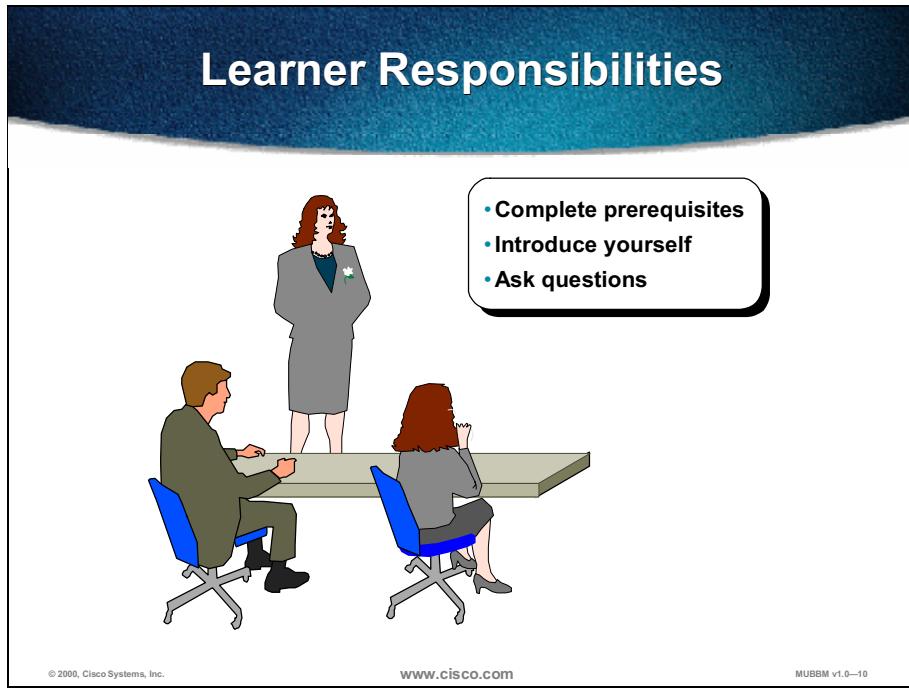 Learner Responsibilities
• Complete prerequisites
• Introduce yourself
• Ask questions
© 2000, Cisco Systems, Inc.
www.cisco.com
MUBBM v1.0—10